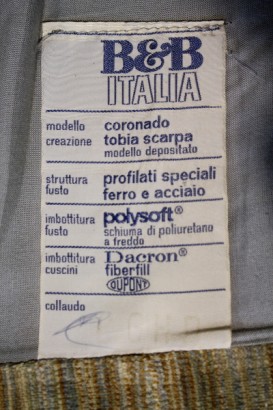 B&B
ITALIA
modello coronado
creazione tobia scarpa
modello depositato
struttura profilati speciali
fusto ferro e acciaio
imbottitura polysoft®
fusto schiuma di poliuretano
a freddo
imbottitura Dacron®
cuscini fiberfill
DUPONT
collaudo